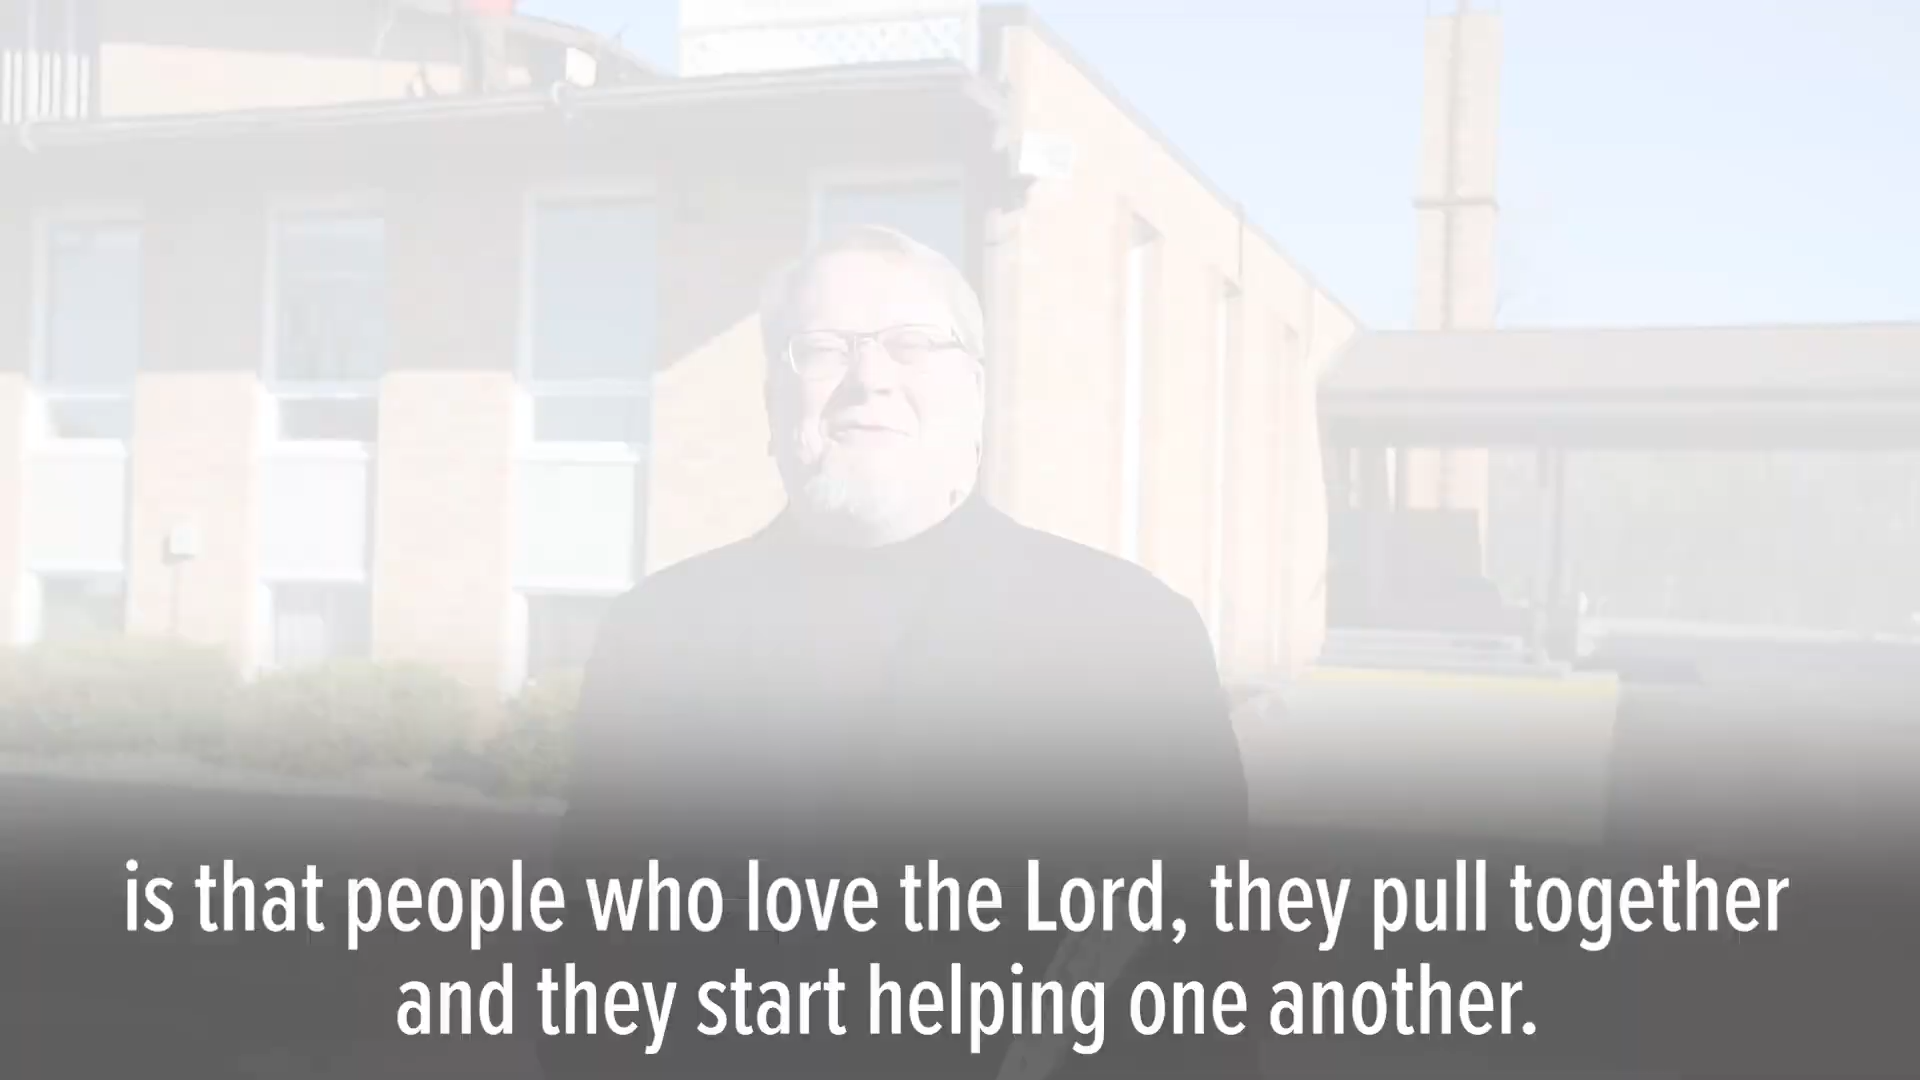 is that people who love the Lord, they pull together
and they start helping one another.